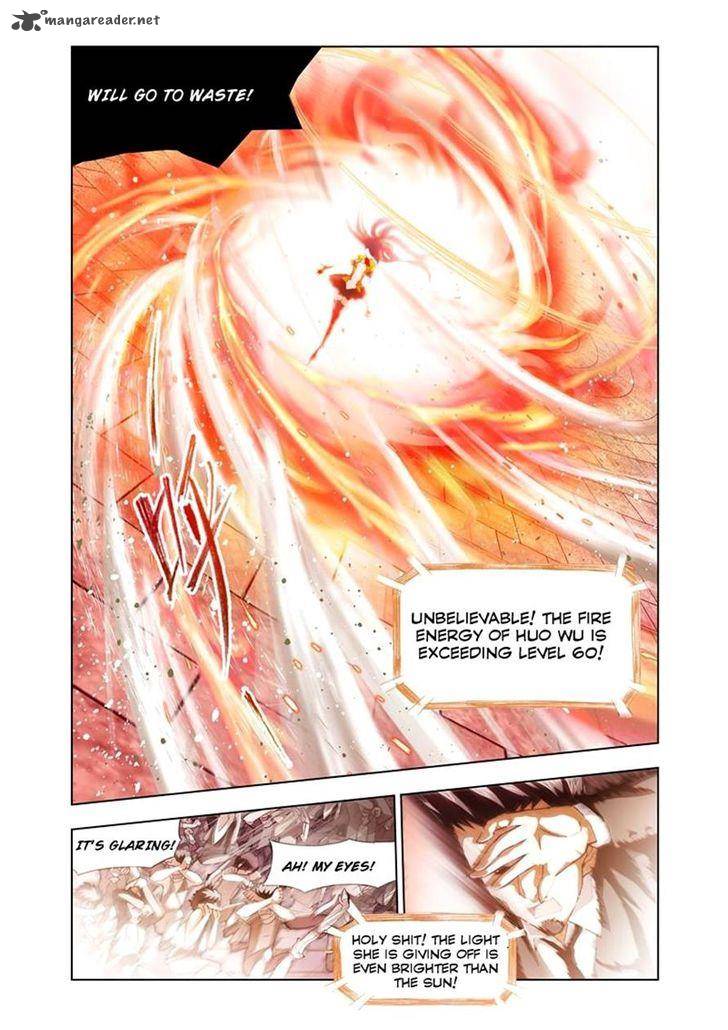 mangareader.net
WILL GO TO WASTE!
UNBELIEVABLE! THE FIRE
ENERGY OF HUO WU IS
EXCEEDING LEVEL 60!
IT'S GLARING!
AH! MY EYES!
HOLY SHIT! THE LIGHT
SHE IS GIVING OFF IS
EVEN BRIGHTER THAN
THE SUN!